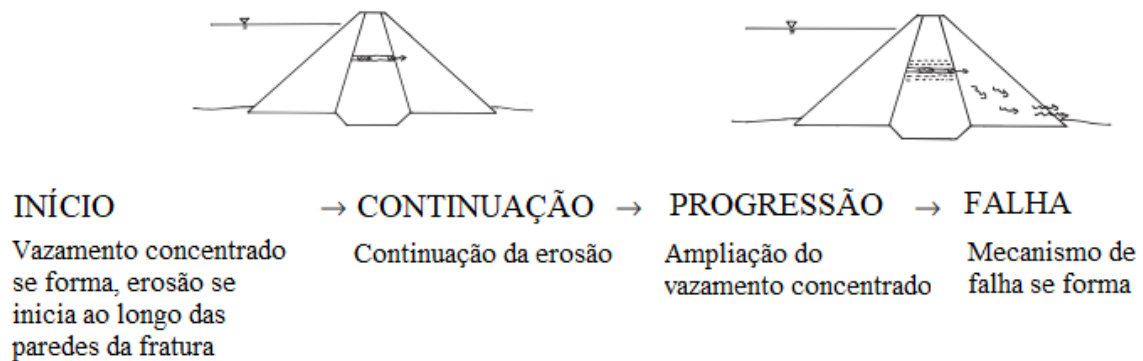 INÍCIO → CONTINUAÇÃO → PROGRESSÃO → FALHA
Vazamento concentrado
se forma, erosão se
inicia ao longo das
paredes da fratura
Continuação da erosão
Ampliação do
vazamento concentrado
Mecanismo de
falha se forma